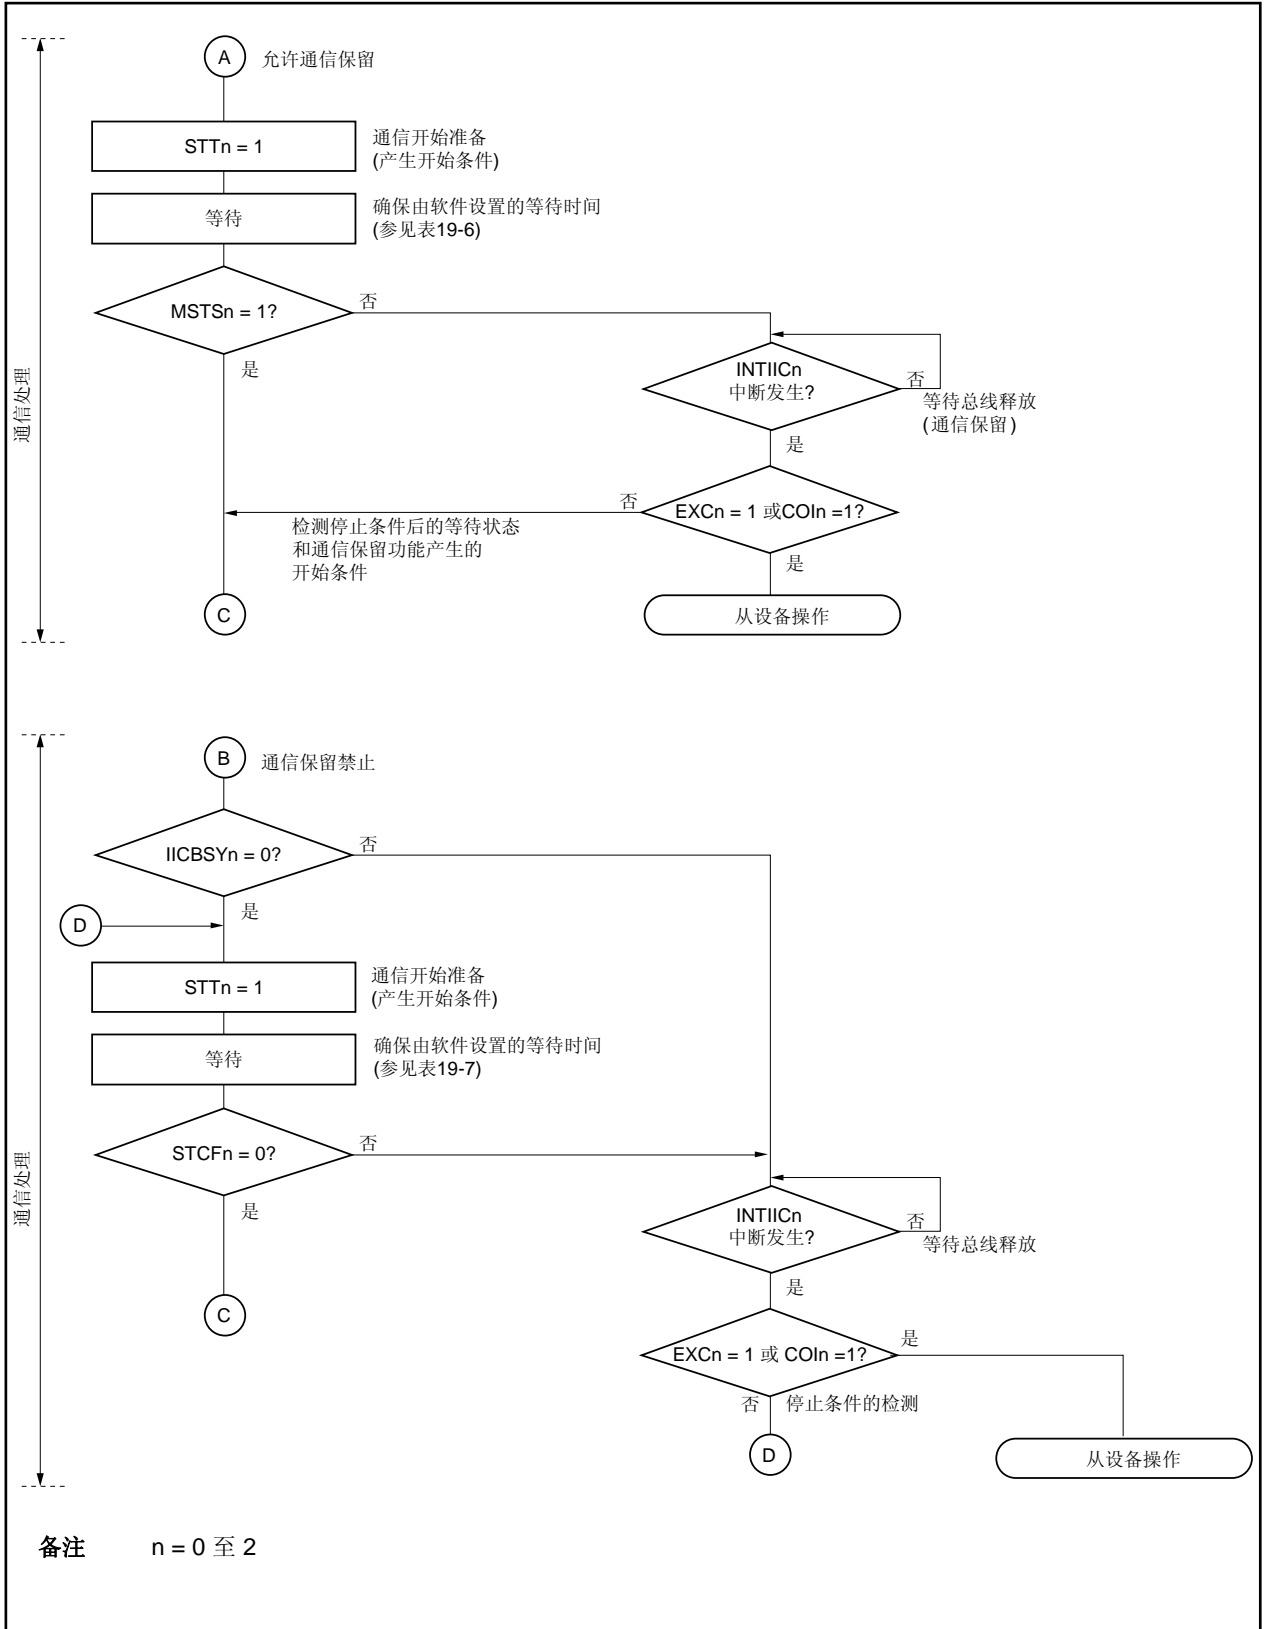 A 允许通信保留
STTn = 1
通信开始准备
(产生开始条件)
等待
确保由软件设置的等待时间
(参见表19-6)
MSTSn = 1?
否
是
INTIICn
中断发生?
否
等待总线释放
(通信保留)
是
EXCn = 1 或COIn =1?
否
检测停止条件后的等待状态
和通信保留功能产生的
开始条件
是
C
从设备操作
通信处理
B 通信保留禁止
IICBSYn = 0?
否
是
D
STTn = 1
通信开始准备
(产生开始条件)
等待
确保由软件设置的等待时间
(参见表19-7)
STCFn = 0?
否
是
INTIICn
中断发生?
否
等待总线释放
是
C
EXCn = 1 或 COIn =1?
是
否 停止条件的检测
D
从设备操作
通信处理
备注 n = 0 至 2